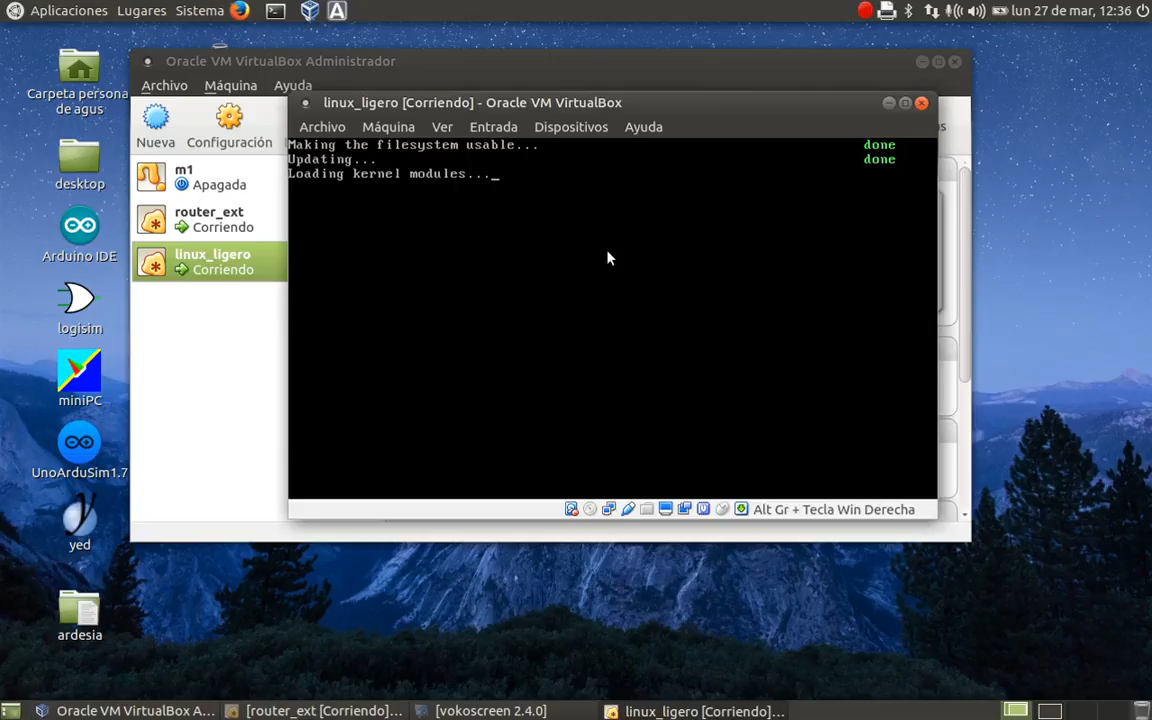 Aplicaciones Lugares Sistema A lun 27 de mar, 12:36
Oracle VM VirtualBox Administrador
Archivo Máquina Ayuda
Nueva Configuración
m1
Apagada
router_ext
Corriendo
linux_ligero
Corriendo
linux_ligero [Corriendo] - Oracle VM VirtualBox
Archivo Máquina Ver Entrada Dispositivos Ayuda
Making the filesystem usable... done
Updating... done
Loading kernel modules..._
Alt Gr + Tecla Win Derecha
Carpeta persona
de agus
desktop
Arduino IDE
logisim
miniPC
UnoArduSim1.7
yed
ardesia
Oracle VM VirtualBox A... [router_ext [Corriendo]... [vokoscreen 2.4.0] linux_ligero [Corriendo]...